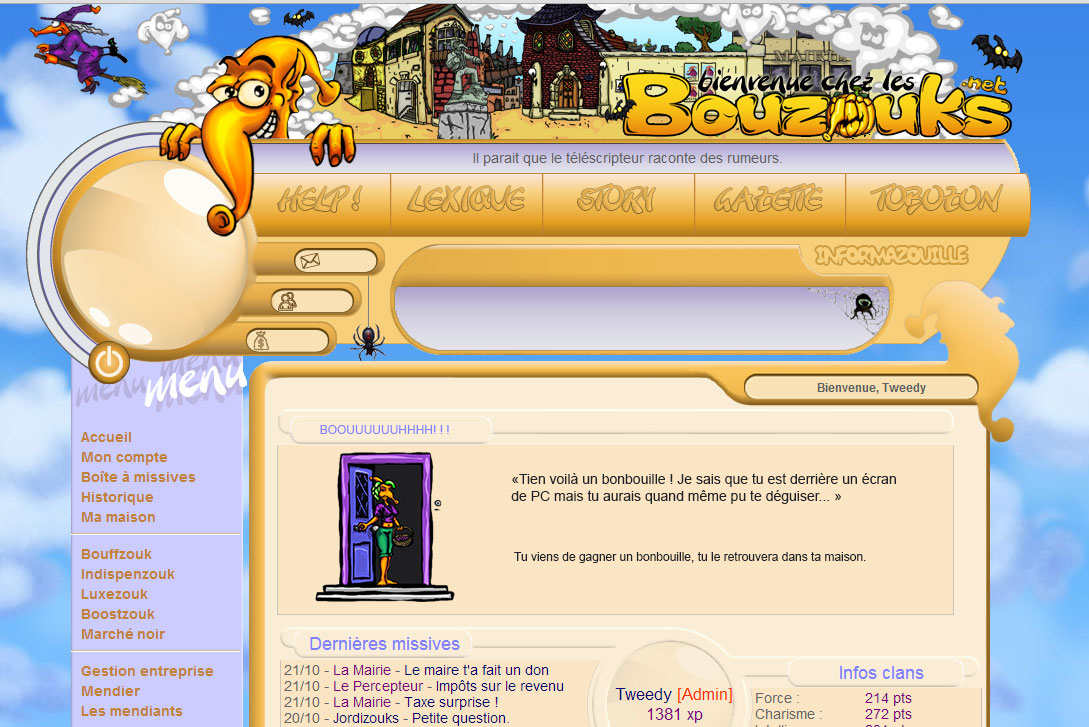 MAIRIE
bienvenue chez les
Bouzouks
.net
Il parait que le téléscripteur raconte des rumeurs.
HELP!
LEXIQUE
STORY
GAZETTE
TOBOZON
INFORMAZOUILLE
Bienvenue, Tweedy
menu
menu
menu
menu
Accueil
Mon compte
Boîte à missives
Historique
Ma maison
Bouffzouk
Indispenzouk
Luxezouk
Boostzouk
Marché noir
Gestion entreprise
Mendier
Les mendiants
BOOUUUUUUHHHH! ! !
«Tien voilà un bonbouille ! Je sais que tu est derrière un écran
de PC mais tu aurais quand même pu te déguiser... »
Tu viens de gagner un bonbouille, tu le retrouvera dans ta maison.
Dernières missives
21/10 - La Mairie - Le maire t'a fait un don
21/10 - Le Percepteur - Impôts sur le revenu
21/10 - La Mairie - Taxe surprise !
20/10 - Jordizouks - Petite question.
Tweedy [Admin]
1381 xp
Infos clans
Force : 214 pts
Charisme : 272 pts